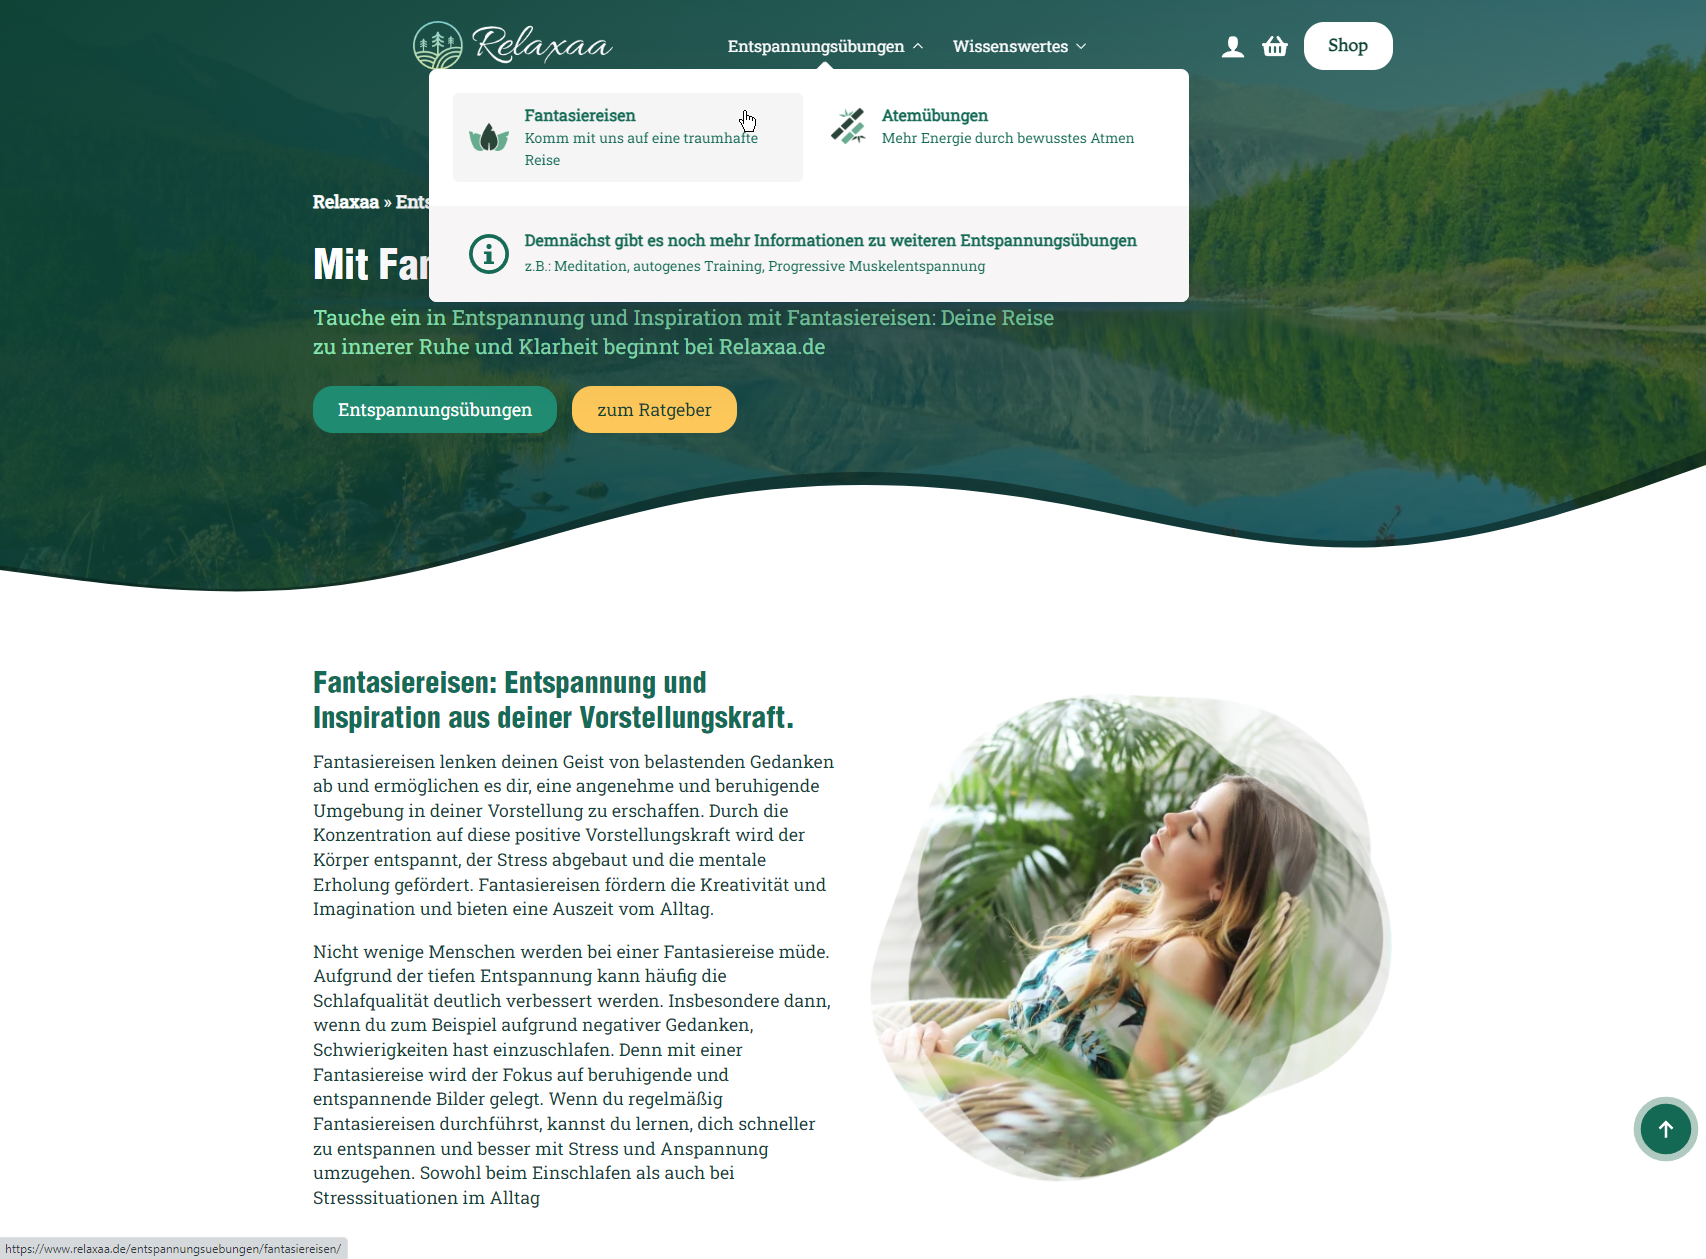 Relaxaa
Entspannungsübungen
Wissenswertes
Shop
Fantasiereisen
Komm mit uns auf eine traumhafte
Reise
Atemübungen
Mehr Energie durch bewusstes Atmen
Demnächst gibt es noch mehr Informationen zu weiteren Entspannungsübungen
z.B.: Meditation, autogenes Training, Progressive Muskelentspannung
Relaxaa »
Mit
Tauche ein in Entspannung und Inspiration mit Fantasiereisen: Deine Reise
zu innerer Ruhe und Klarheit beginnt bei Relaxaa.de
Entspannungsübungen
zum Ratgeber
Fantasiereisen: Entspannung und
Inspiration aus deiner Vorstellungskraft.
Fantasiereisen lenken deinen Geist von belastenden Gedanken
ab und ermöglichen es dir, eine angenehme und beruhigende
Umgebung in deiner Vorstellung zu erschaffen. Durch die
Konzentration auf diese positive Vorstellungskraft wird der
Körper entspannt, der Stress abgebaut und die mentale
Erholung gefördert. Fantasiereisen fördern die Kreativität und
Imagination und bieten eine Auszeit vom Alltag.
Nicht wenige Menschen werden bei einer Fantasiereise müde.
Aufgrund der tiefen Entspannung kann häufig die
Schlafqualität deutlich verbessert werden. Insbesondere dann,
wenn du zum Beispiel aufgrund negativer Gedanken,
Schwierigkeiten hast einzuschlafen. Denn mit einer
Fantasiereise wird der Fokus auf beruhigende und
entspannende Bilder gelegt. Wenn du regelmäßig
Fantasiereisen durchführst, kannst du lernen, dich schneller
zu entspannen und besser mit Stress und Anspannung
umzugehen. Sowohl beim Einschlafen als auch bei
Stresssituationen im Alltag
https://www.relaxaa.de/entspannungsuebungen/fantasiereisen/